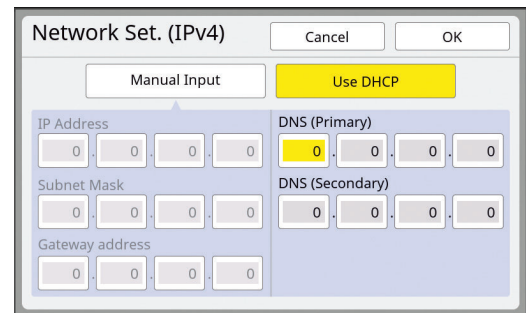 Network Set. (IPv4)
Cancel
OK
Manual Input
Use DHCP
IP Address
0 . 0 . 0 . 0
Subnet Mask
0 . 0 . 0 . 0
Gateway address
0 . 0 . 0 . 0
DNS (Primary)
0 . 0 . 0 . 0
DNS (Secondary)
0 . 0 . 0 . 0